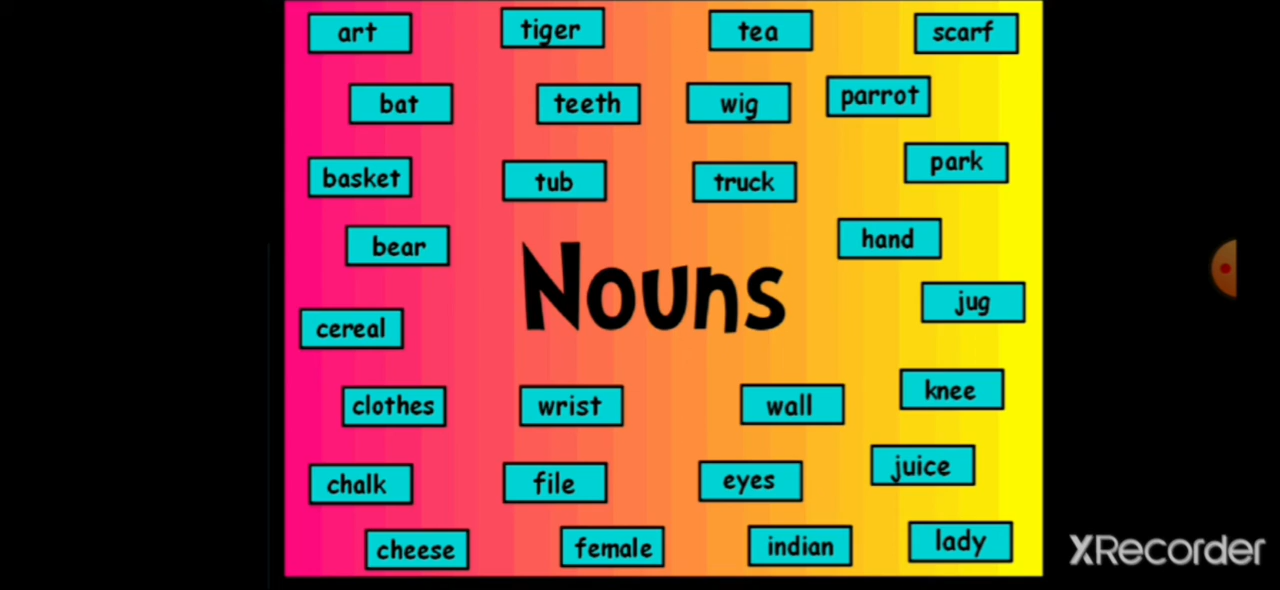 art tiger tea scarf
bat teeth wig parrot
basket tub truck park
bear hand
Nouns
jug
cereal
clothes wrist wall knee
chalk file eyes juice
cheese female indian lady
XRecorder